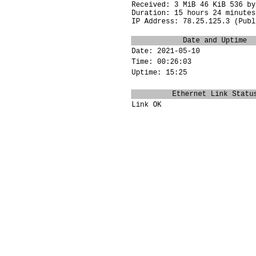 Received: 3 MiB 46 KiB 536 by
Duration: 15 hours 24 minutes
IP Address: 78.25.125.3 (Publ
Date and Uptime
Date: 2021-05-10
Time: 00:26:03
Uptime: 15:25
Ethernet Link Status
Link OK